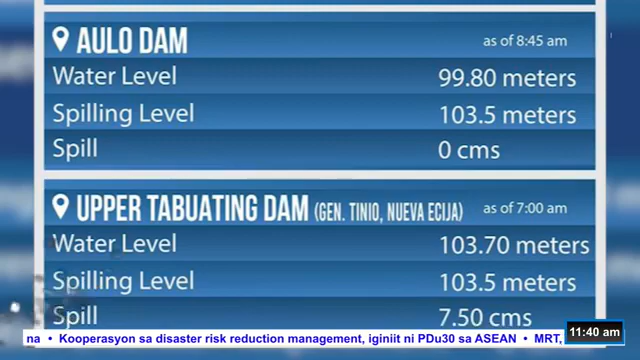 AULO DAM as of 8:45 am
Water Level 99.80 meters
Spilling Level 103.5 meters
Spill 0 cms
UPPER TABUATING DAM (GEN. TINIO, NUEVA ECIJA) as of 7:00 am
Water Level 103.70 meters
Spilling Level 103.5 meters
Spill 7.50 cms
na • Kooperasyon sa disaster risk reduction management, iginiit ni PDu30 sa ASEAN • MRT, 11:40 am